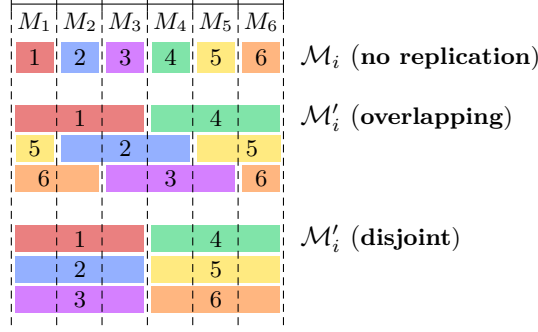 M₁ M₂ M₃ M₄ M₅ M₆
1 2 3 4 5 6 ℳᵢ (no replication)
1 4 ℳ′ᵢ (overlapping)
5 2 5
6 3 6
1 4 ℳ′ᵢ (disjoint)
2 5
3 6